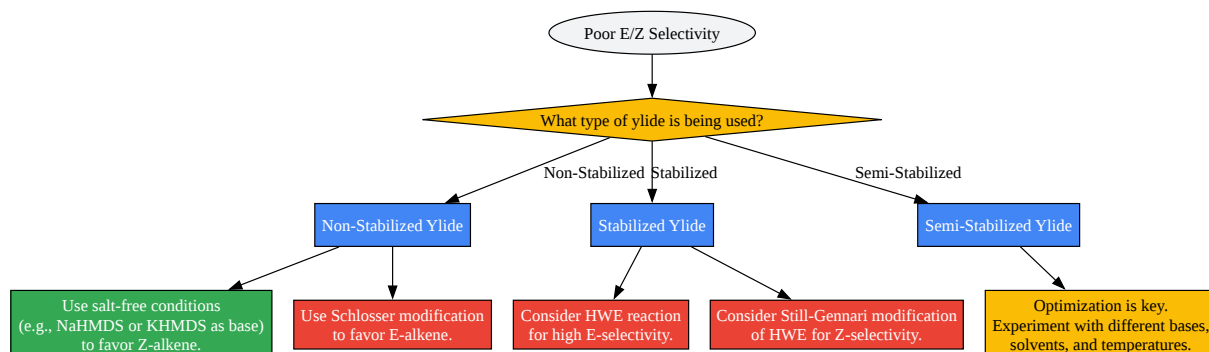 Poor E/Z Selectivity
What type of ylide is being used?
Non-Stabilized
Stabilized
Semi-Stabilized
Non-Stabilized Ylide
Stabilized Ylide
Semi-Stabilized Ylide
Use salt-free conditions
(e.g., NaHMDS or KHMDS as base)
to favor Z-alkene.
Use Schlosser modification
to favor E-alkene.
Consider HWE reaction
for high E-selectivity.
Consider Still-Gennari modification
of HWE for Z-selectivity.
Optimization is key.
Experiment with different bases,
solvents, and temperatures.